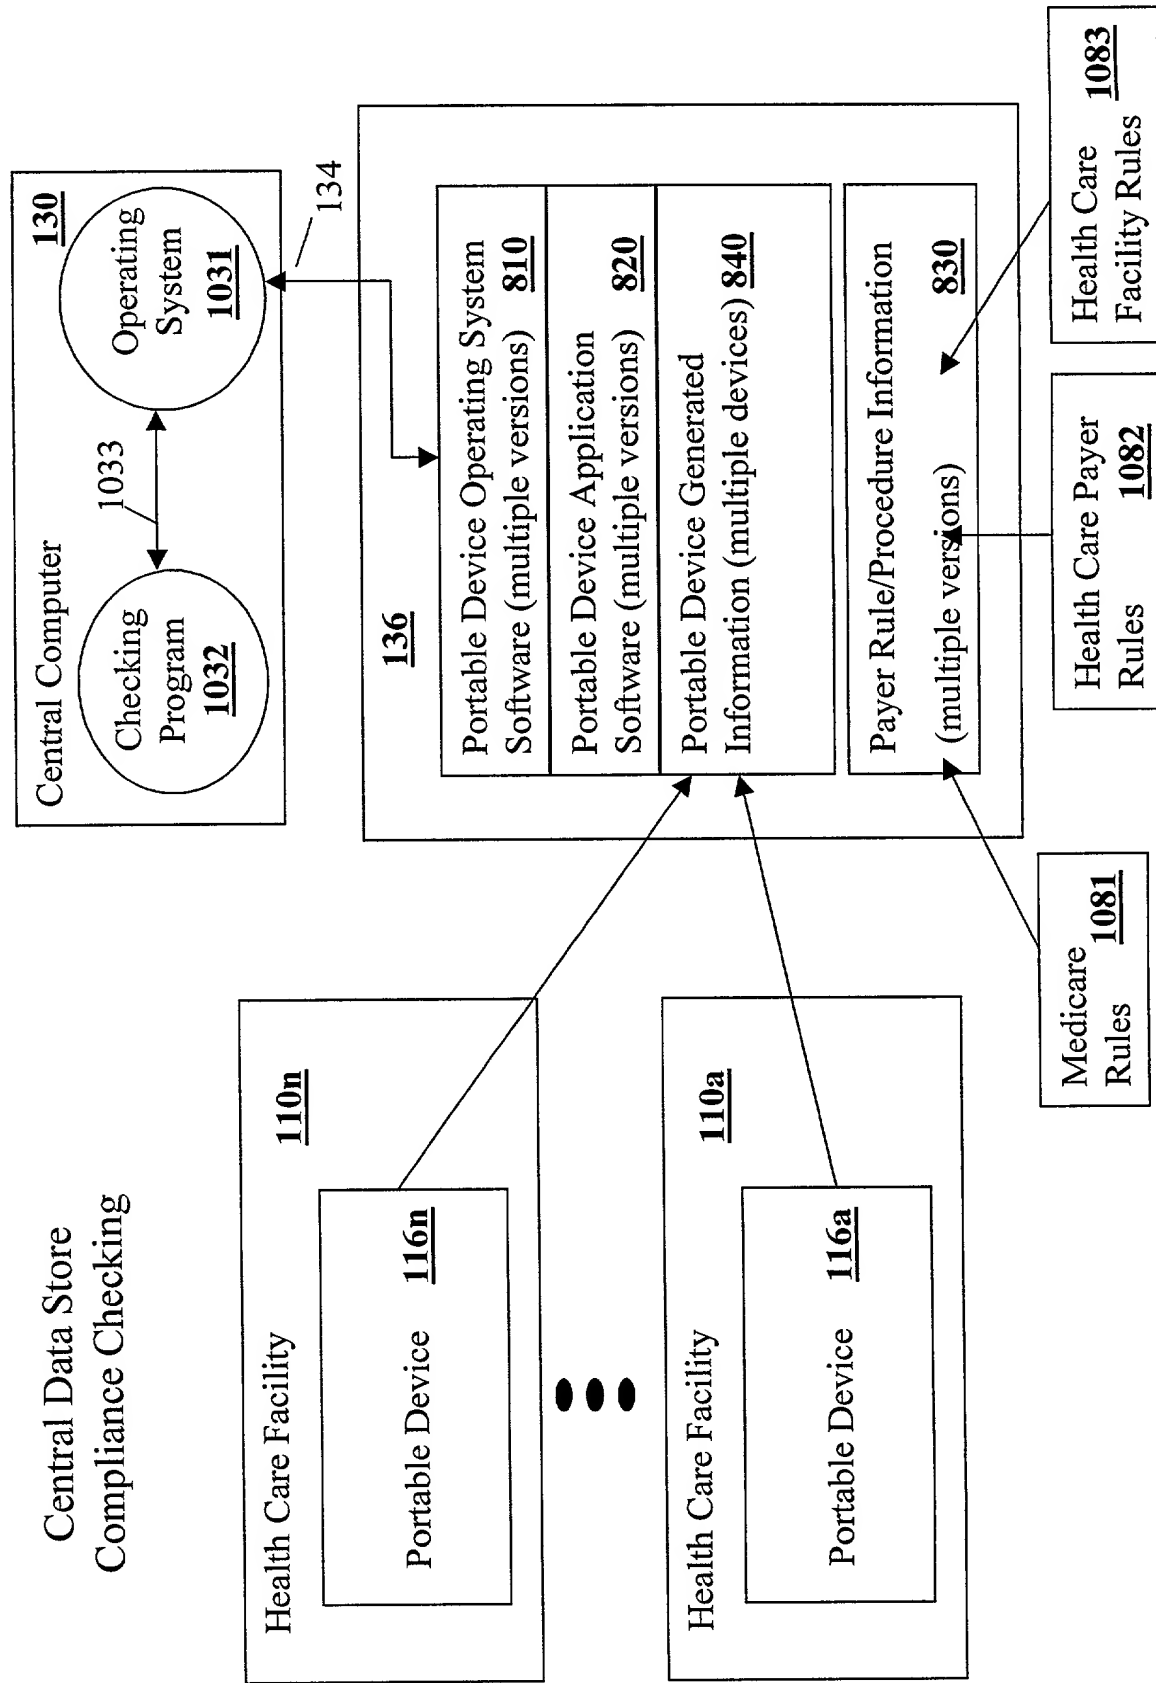 Central Data Store
Compliance Checking
Central Computer
130
Checking
Program
1032
1033
Operating
System
1031
134
Health Care Facility
110n
Portable Device
116n
Health Care Facility
110a
Portable Device
116a
136
Portable Device Operating System
Software (multiple versions) 810
Portable Device Application
Software (multiple versions) 820
Portable Device Generated
Information (multiple devices) 840
Payer Rule/Procedure Information
(multiple versions) 830
Medicare
Rules 1081
Health Care Payer
Rules 1082
Health Care
Facility Rules 1083